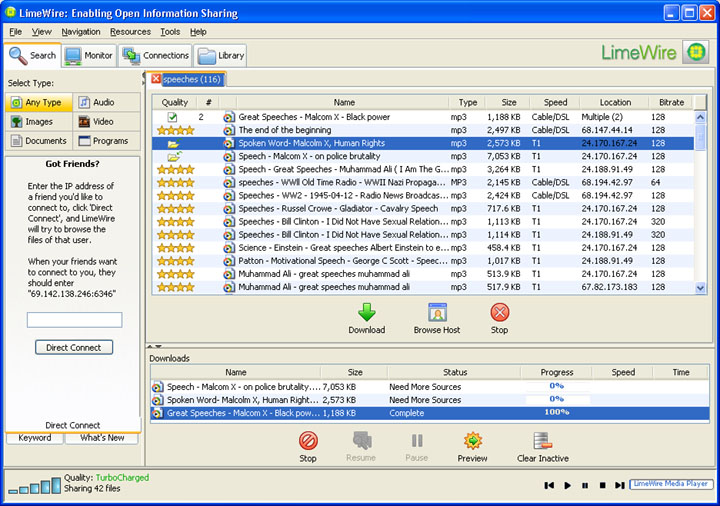 LimeWire: Enabling Open Information Sharing
File View Navigation Resources Tools Help
Search Monitor Connections Library LimeWire
Select Type:
Any Type Audio
Images Video
Documents Programs
Got Friends?
Enter the IP address of
a friend you'd like to
connect to, click 'Direct
Connect', and LimeWire
will try to browse the
files of that user.
When your friends want
to connect to you, they
should enter
"69.142.138.246:6346"
Direct Connect
Direct Connect
Keyword What's New
speeches (116)
Quality # Name Type Size Speed Location Bitrate
2 Great Speeches - Malcom X - Black power mp3 1,188 KB Cable/DSL Multiple (2) 128
The end of the beginning mp3 2,491 KB Cable/DSL 68.147.44.14 128
Spoken Word- Malcolm X, Human Rights mp3 2,573 KB T1 24.170.167.24 128
Speech - Malcom X - on police brutality mp3 7,053 KB T1 24.170.167.24 128
Speech - Great Speeches - Muhammad Ali ( I Am The G... mp3 3,264 KB T1 24.188.91.49 128
speeches - WWII Old Time Radio - WWII Nazi Propaga... MP3 2,145 KB Cable/DSL 68.194.42.97 64
Speeches - WW2 - 1945-04-12 - Radio News Broadcas... mp3 2,424 KB Cable/DSL 68.194.42.97 128
Speeches - Russel Crowe - Gladiator - Cavalry Speech mp3 717.6 KB T1 24.170.167.24 128
Speeches - Bill Clinton - I Did Not Have Sexual Relation... mp3 1,113 KB T1 24.170.167.24 320
Speeches - Bill Clinton - I Did Not Have Sexual Relation... mp3 1,114 KB T1 24.188.91.49 320
Science - Einstein - Great speeches Albert Einstein to e... mp3 458.4 KB T1 24.170.167.24 128
Patton - Motivational Speech - George C Scott - Speec... mp3 1,017 KB T1 24.188.91.49 128
Muhammad Ali - great speeches muhammad ali mp3 513.9 KB T1 24.170.167.24 128
Muhammad Ali - great speeches muhammad ali mp3 517.9 KB T1 67.82.173.183 128
Download Browse Host Stop
Downloads
Name Size Status Progress Speed Time
Speech - Malcom X - on police brutality.... 7,053 KB Need More Sources 0%
Spoken Word- Malcolm X, Human Right... 2,573 KB Need More Sources 0%
Great Speeches - Malcom X - Black pow... 1,188 KB Complete 100%
Stop Resume Pause Preview Clear Inactive
Quality: TurboCharged
Sharing 42 files
LimeWire Media Player